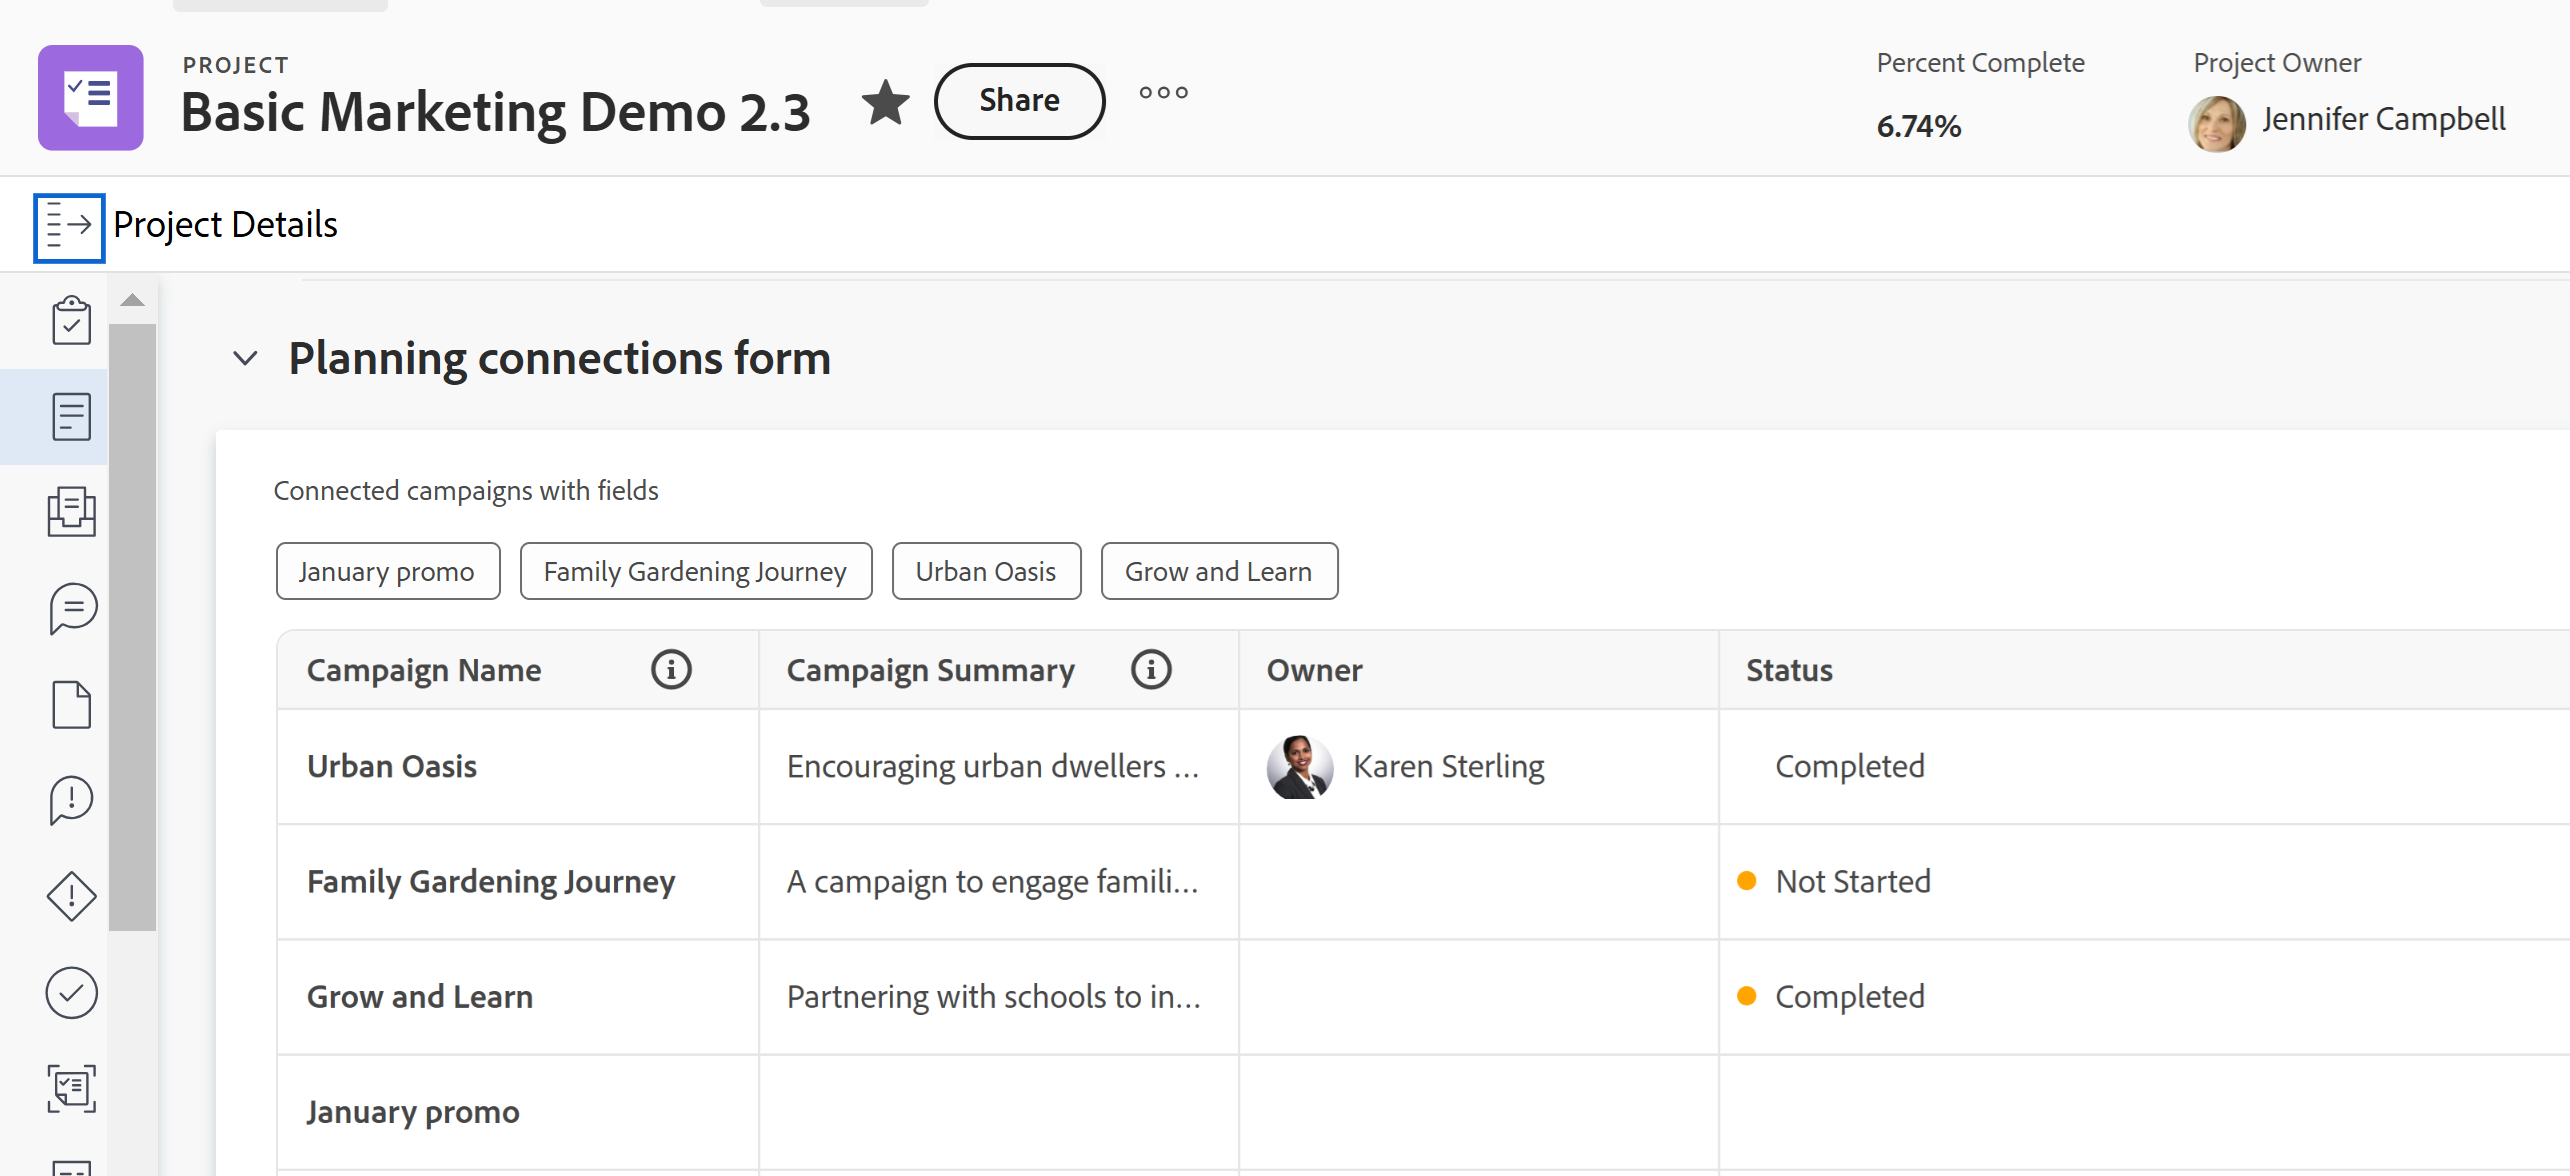 PROJECT
Basic Marketing Demo 2.3
Share
Percent Complete
6.74%
Project Owner
Jennifer Campbell
Project Details
Planning connections form
Connected campaigns with fields
January promo
Family Gardening Journey
Urban Oasis
Grow and Learn
Campaign Name
Campaign Summary
Owner
Status
Urban Oasis
Encouraging urban dwellers ...
Karen Sterling
Completed
Family Gardening Journey
A campaign to engage famili...
Not Started
Grow and Learn
Partnering with schools to in...
Completed
January promo